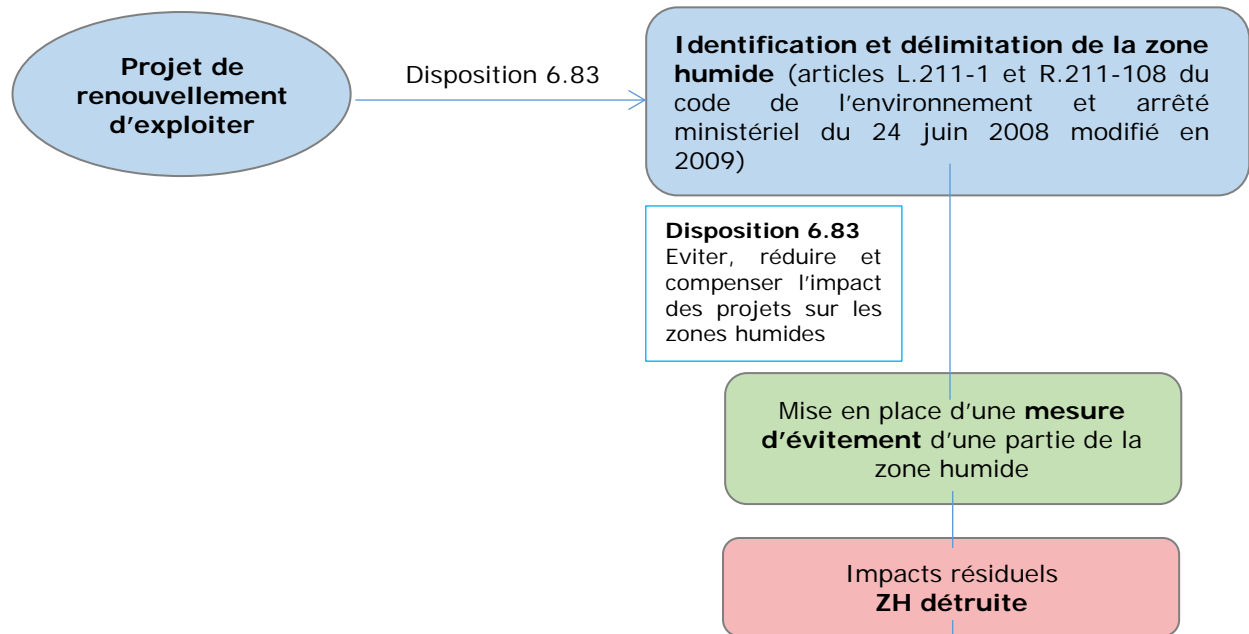 Projet de
renouvellement
d'exploiter
Disposition 6.83
Identification et délimitation de la zone
humide (articles L.211-1 et R.211-108 du
code de l'environnement et arrêté
ministériel du 24 juin 2008 modifié en
2009)
Disposition 6.83
Eviter, réduire et
compenser l'impact
des projets sur les
zones humides
Mise en place d'une mesure
d'évitement d'une partie de la
zone humide
Impacts résiduels
ZH détruite